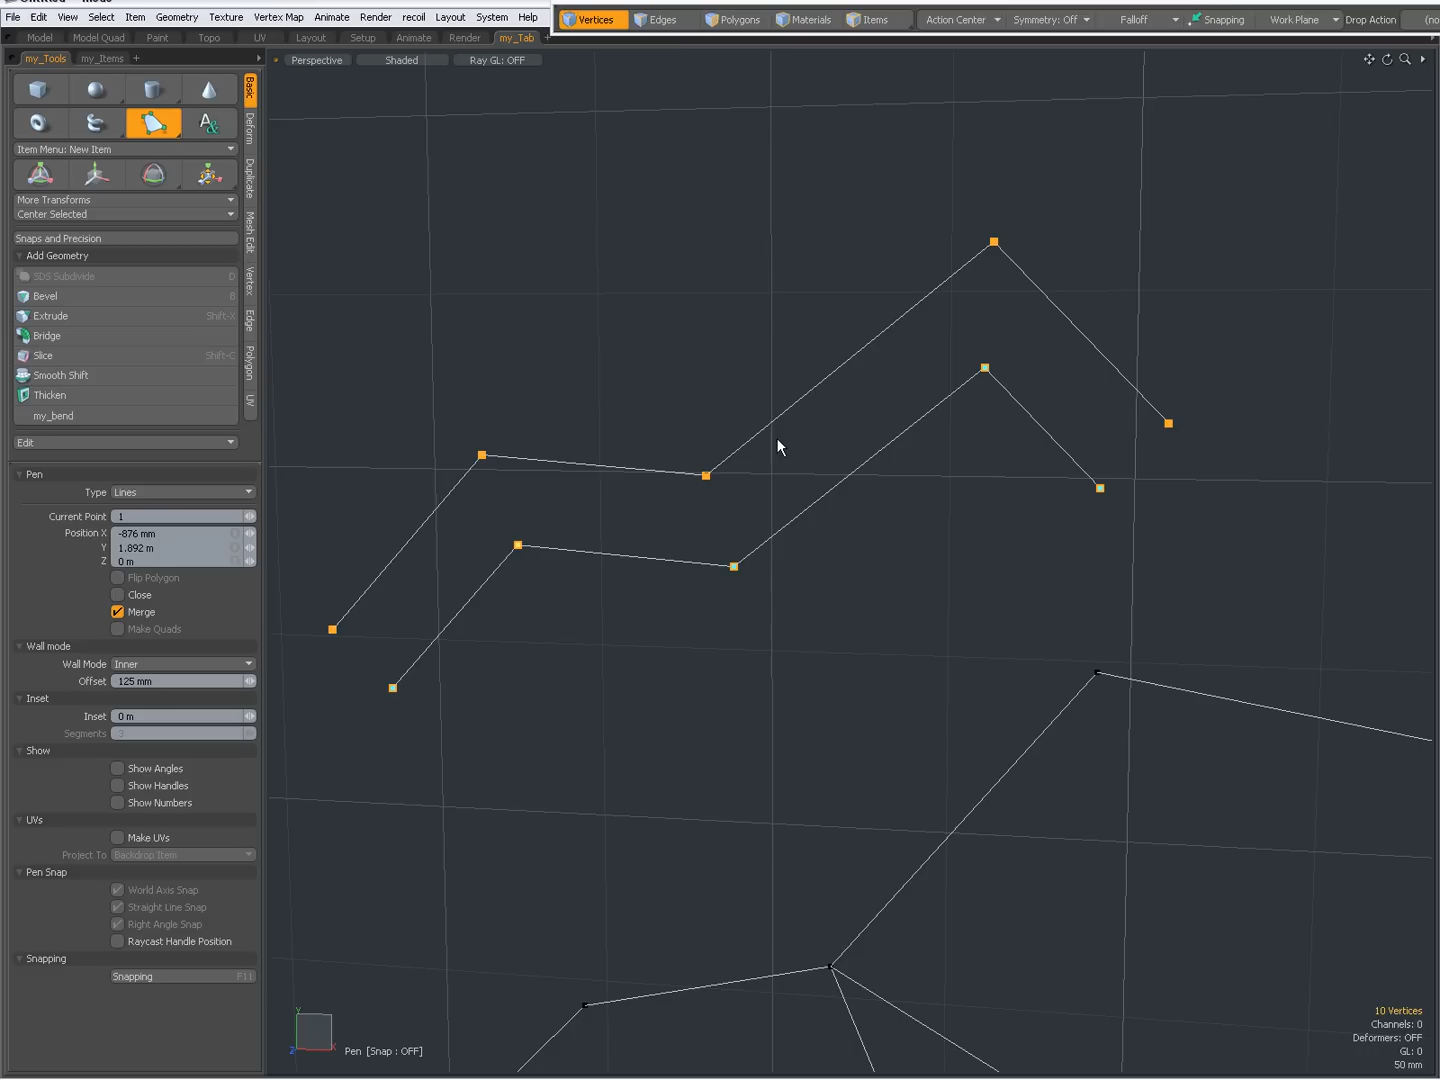 File Edit View Select Item Geometry Texture Vertex Map Animate Render recoil Layout System Help
Vertices Edges Polygons Materials Items Action Center Symmetry: Off Falloff Snapping Work Plane Drop Action (no
Model Model Quad Paint Topo UV Layout Setup Animate Render my_Tab +
my_Tools my_Items +
Perspective Shaded Ray GL: OFF
Basic
Deform
Duplicate
Mesh Edit
Vertex
Edge
Polygon
UV
Item Menu: New Item
More Transforms
Center Selected
Snaps and Precision
Add Geometry
SDS Subdivide D
Bevel B
Extrude Shift-X
Bridge
Slice Shift-C
Smooth Shift
Thicken
my_bend
Edit
Pen
Type Lines
Current Point 1
Position X -876 mm
Y 1.892 m
Z 0 m
Flip Polygon
Close
Merge
Make Quads
Wall mode
Wall Mode Inner
Offset 125 mm
Inset
Inset 0 m
Segments 3
Show
Show Angles
Show Handles
Show Numbers
UVs
Make UVs
Project To Backdrop Item
Pen Snap
World Axis Snap
Straight Line Snap
Right Angle Snap
Raycast Handle Position
Snapping
Snapping F11
Y
Z X
Pen [Snap : OFF]
10 Vertices
Channels: 0
Deformers: OFF
GL: 0
50 mm